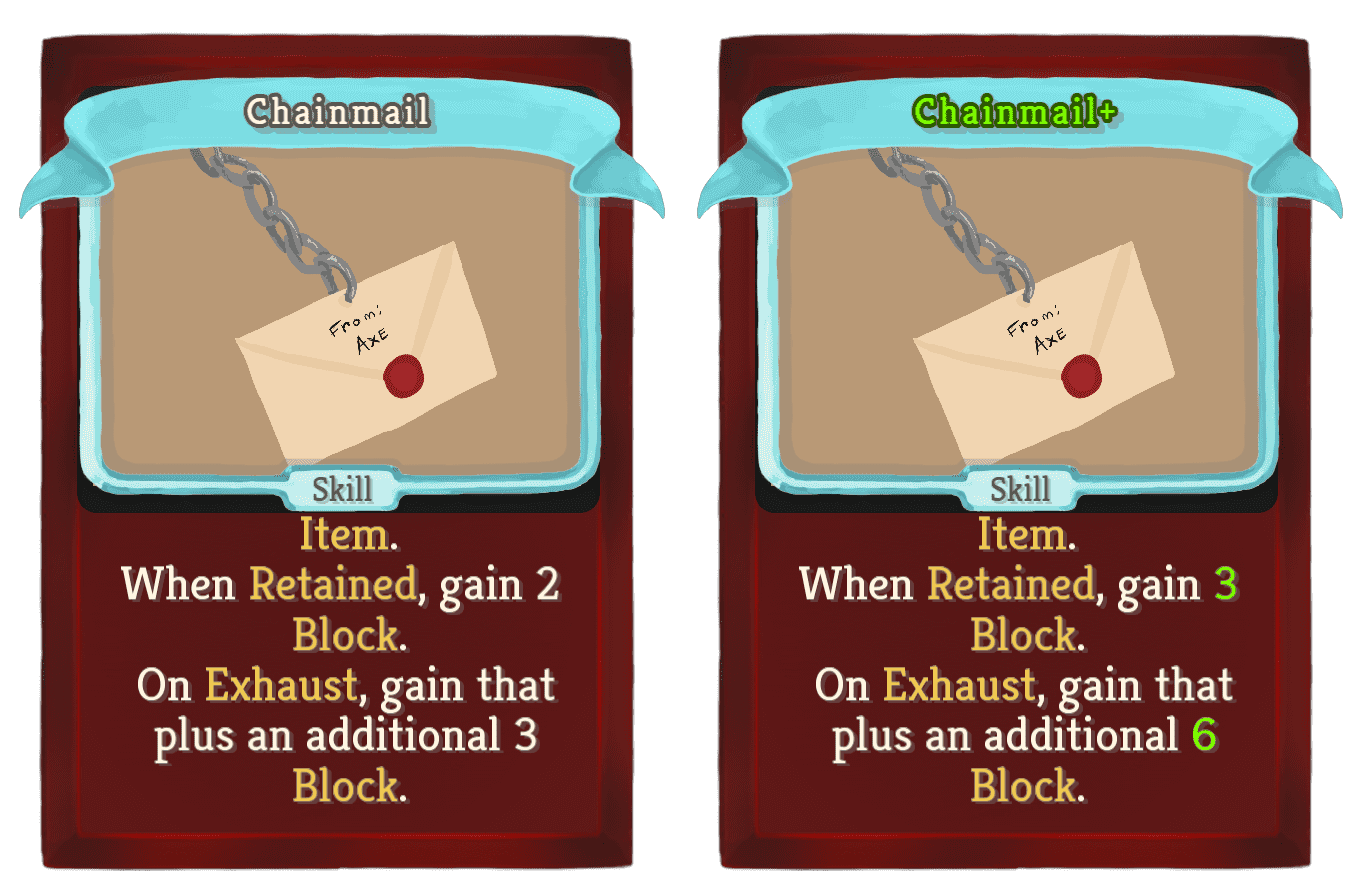 Chainmail
From:
Axe
Skill
Item.
When Retained, gain 2
Block.
On Exhaust, gain that
plus an additional 3
Block.
Chainmail+
From:
Axe
Skill
Item.
When Retained, gain 3
Block.
On Exhaust, gain that
plus an additional 6
Block.